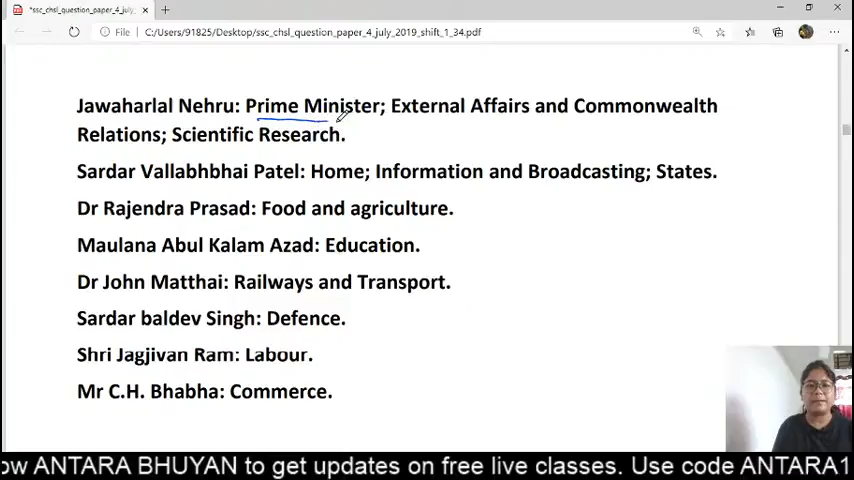 *ssc_chsl_question_paper_4_july_2019
File | C:/Users/91825/Desktop/ssc_chsl_question_paper_4_july_2019_shift_1_34.pdf
Jawaharlal Nehru: Prime Minister; External Affairs and Commonwealth
Relations; Scientific Research.
Sardar Vallabhbhai Patel: Home; Information and Broadcasting; States.
Dr Rajendra Prasad: Food and agriculture.
Maulana Abul Kalam Azad: Education.
Dr John Matthai: Railways and Transport.
Sardar baldev Singh: Defence.
Shri Jagjivan Ram: Labour.
Mr C.H. Bhabha: Commerce.
ow ANTARA BHUYAN to get updates on free live classes. Use code ANTARA1